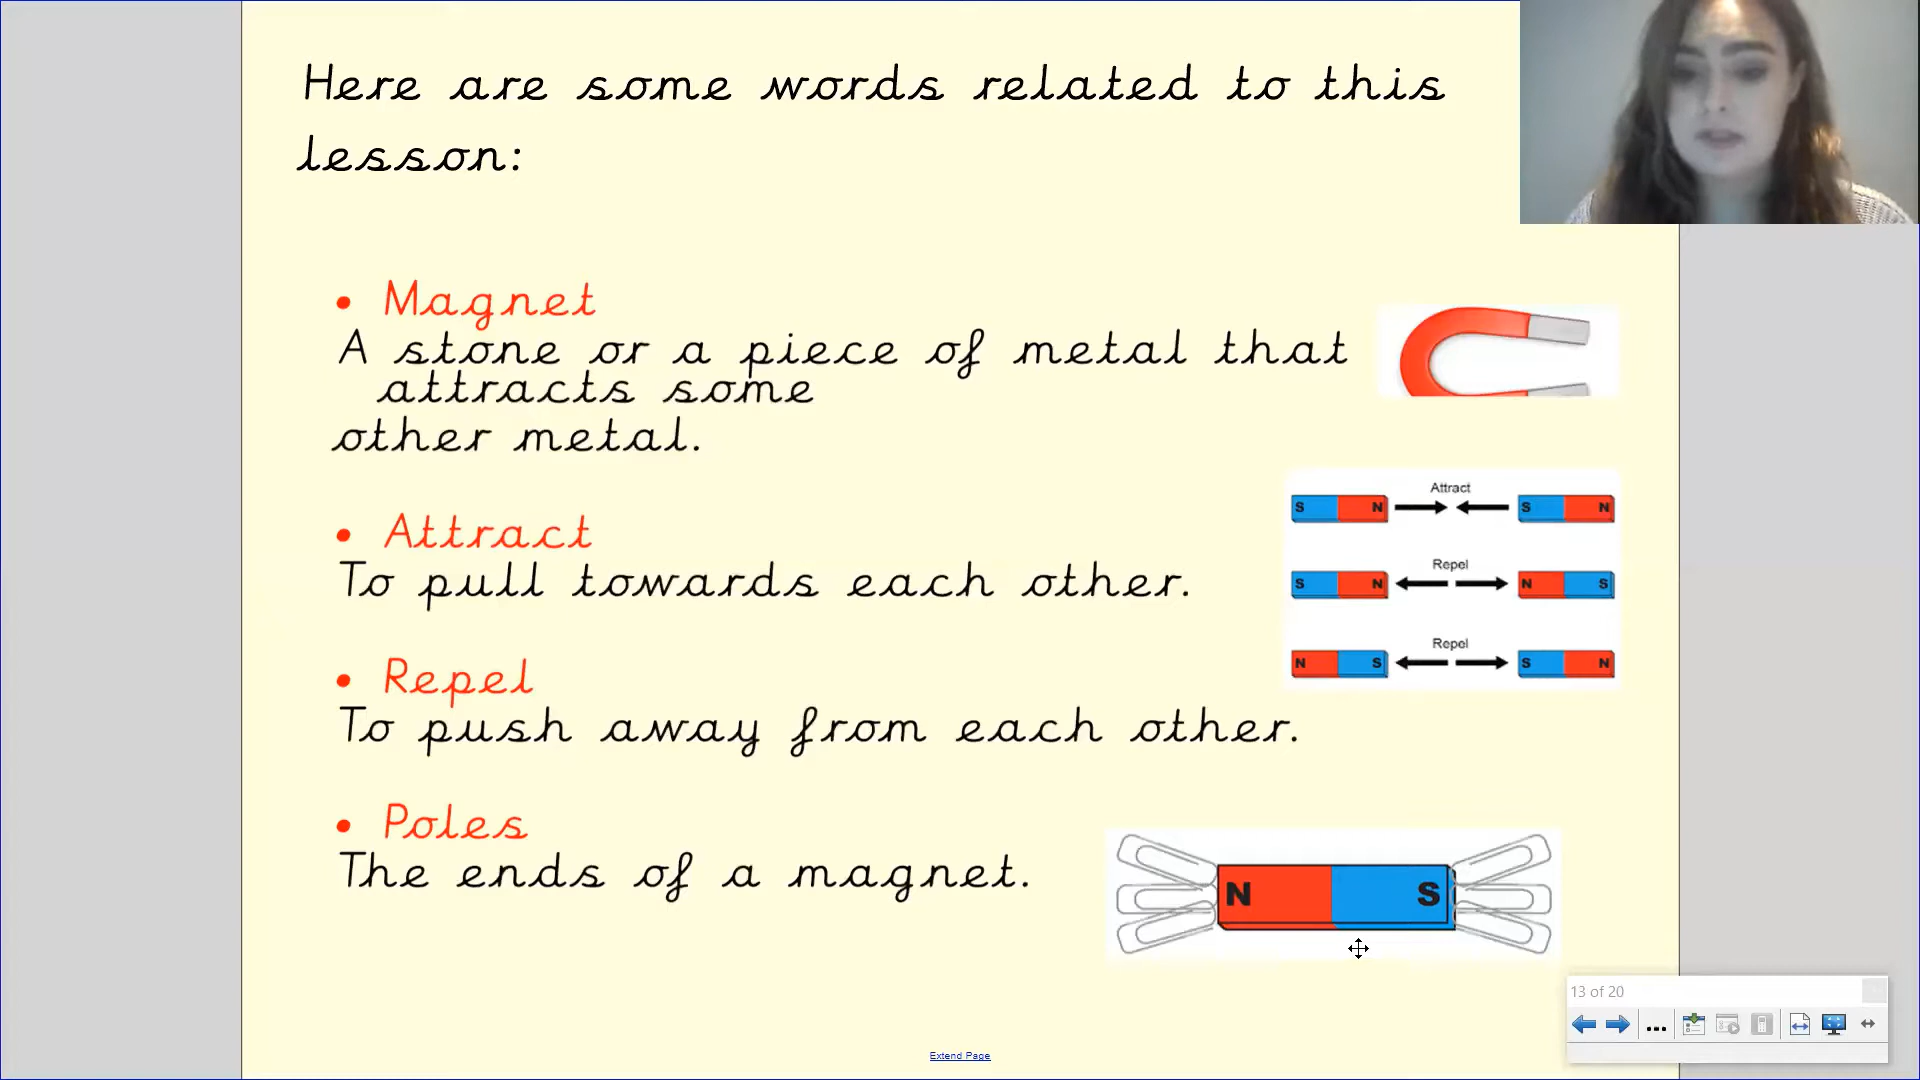 Here are some words related to this
lesson:
• Magnet
A stone or a piece of metal that
attracts some
other metal.
• Attract
To pull towards each other.
• Repel
To push away from each other.
• Poles
The ends of a magnet.
Attract
S N S N
Repel
S N N S
Repel
N S S N
N S
13 of 20
Extend Page